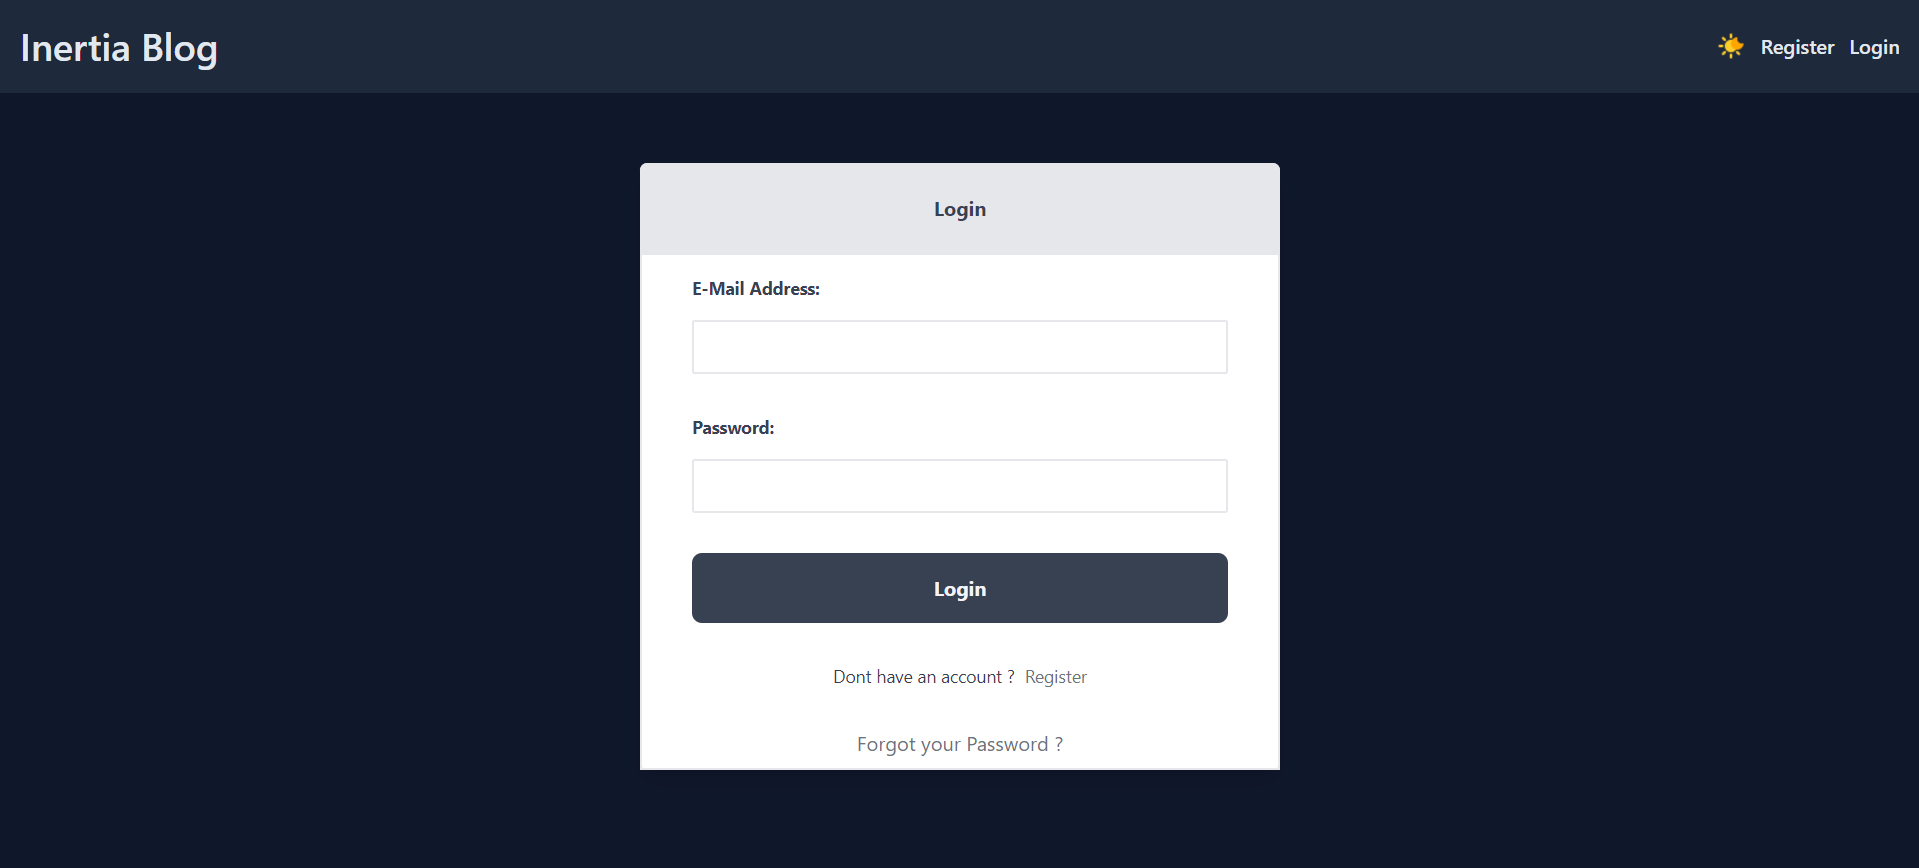 Inertia Blog
Register Login
Login
E-Mail Address:
Password:
Login
Dont have an account ? Register
Forgot your Password ?